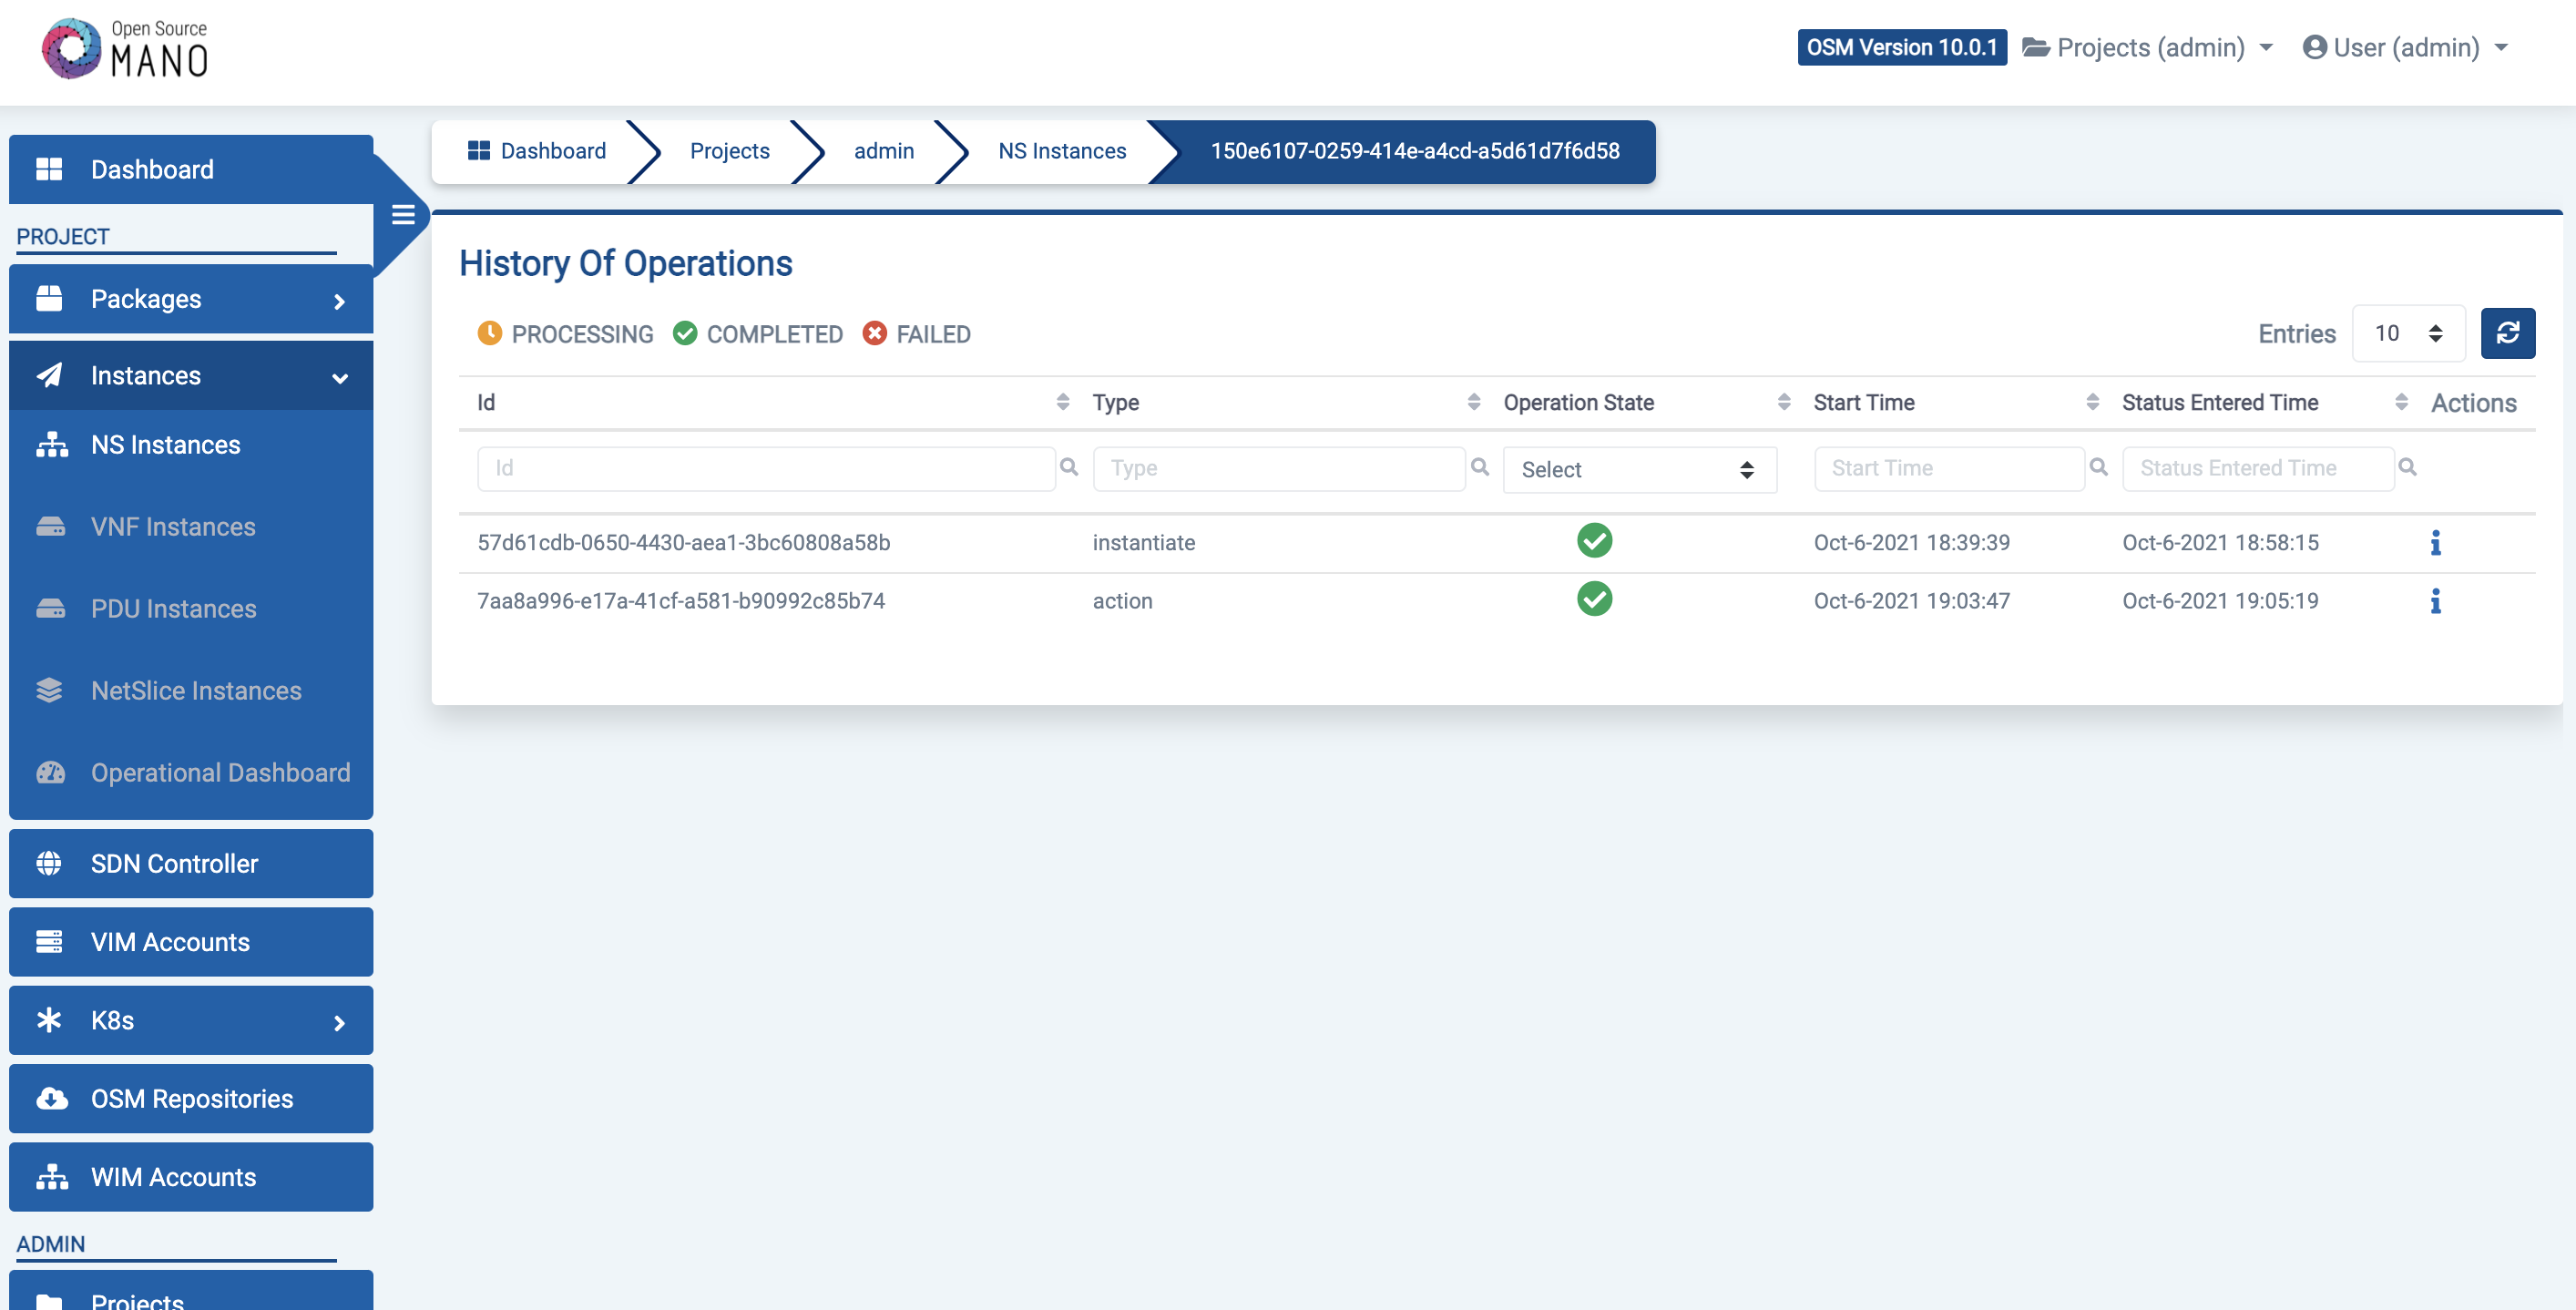 Open Source
MANO
OSM Version 10.0.1
Projects (admin)
User (admin)
Dashboard
PROJECT
Packages
Instances
NS Instances
VNF Instances
PDU Instances
NetSlice Instances
Operational Dashboard
SDN Controller
VIM Accounts
K8s
OSM Repositories
WIM Accounts
ADMIN
Projects
Dashboard Projects admin NS Instances 150e6107-0259-414e-a4cd-a5d61d7f6d58
History Of Operations
PROCESSING COMPLETED FAILED
Entries 10
Id Type Operation State Start Time Status Entered Time Actions
Id Type Select Start Time Status Entered Time
57d61cdb-0650-4430-aea1-3bc60808a58b instantiate Oct-6-2021 18:39:39 Oct-6-2021 18:58:15
7aa8a996-e17a-41cf-a581-b90992c85b74 action Oct-6-2021 19:03:47 Oct-6-2021 19:05:19